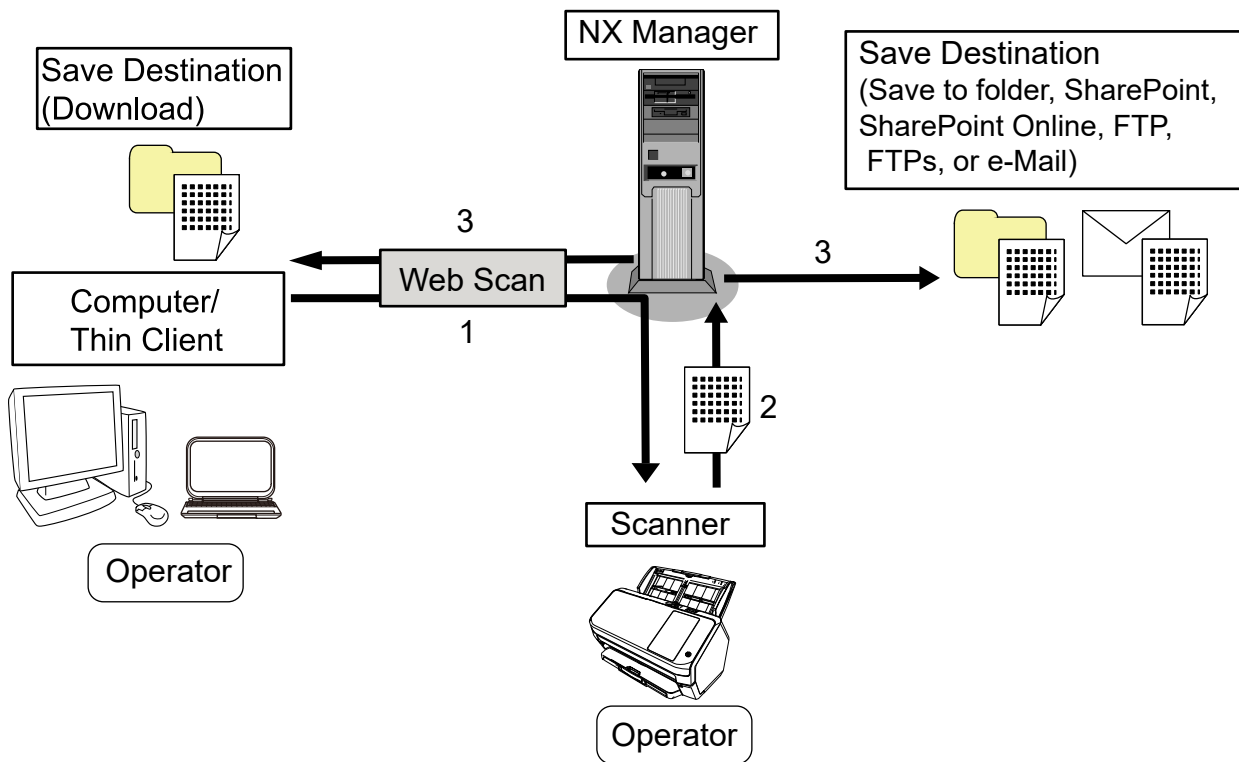 NX Manager
Save Destination
(Download)
Save Destination
(Save to folder, SharePoint,
SharePoint Online, FTP,
FTPs, or e-Mail)
3
Web Scan
1
3
Computer/
Thin Client
2
Scanner
Operator
Operator